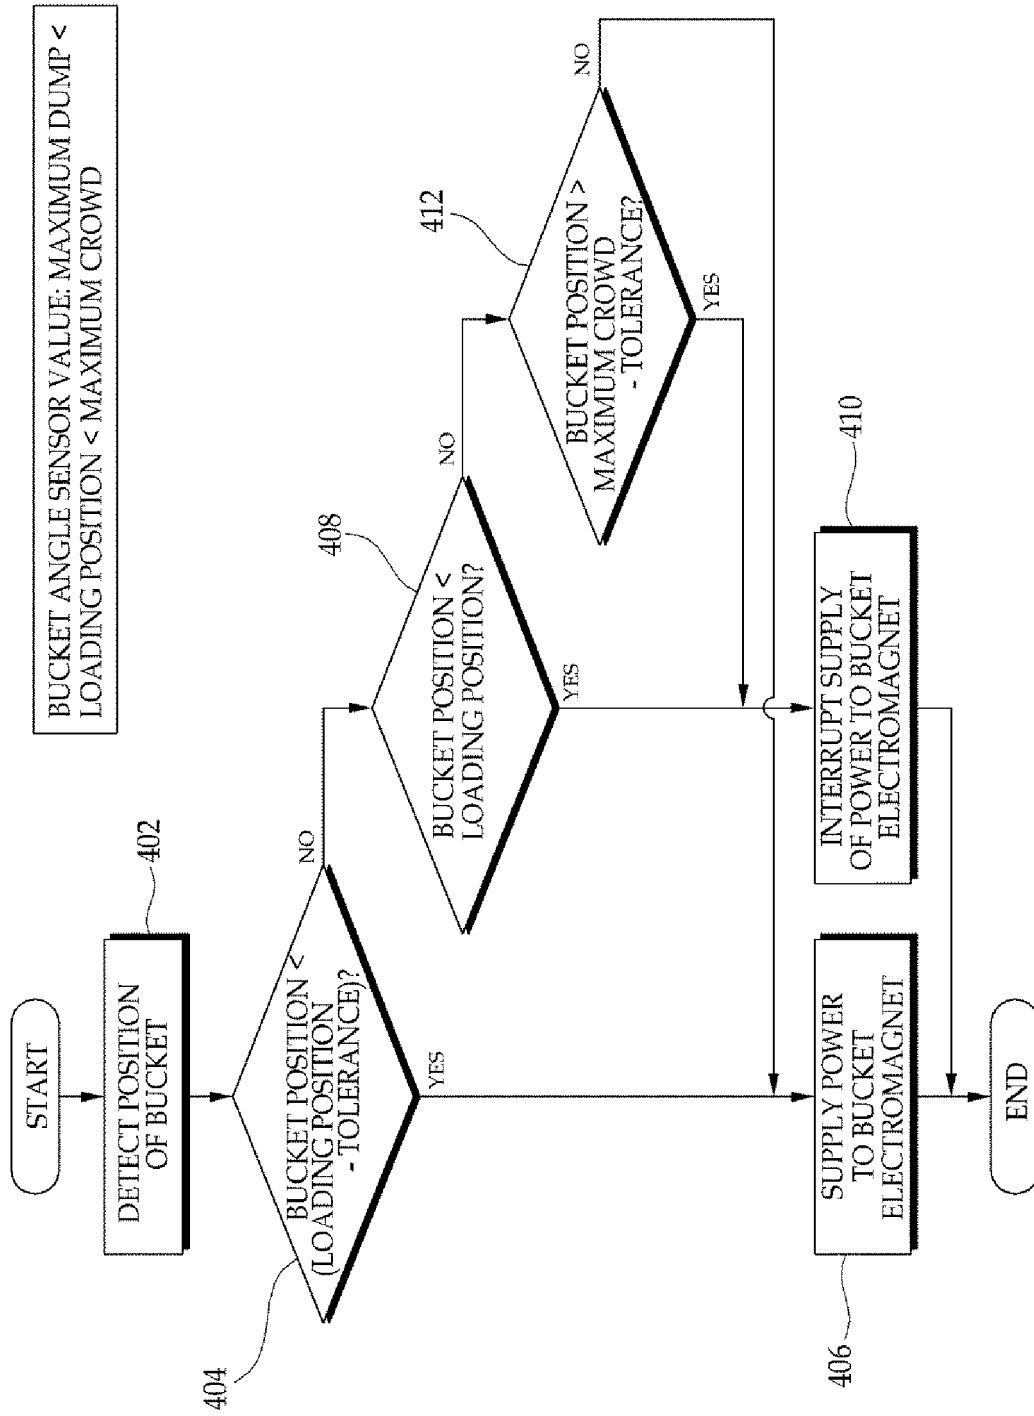 BUCKET ANGLE SENSOR VALUE: MAXIMUM DUMP <
LOADING POSITION < MAXIMUM CROWD
START
402
DETECT POSITION
OF BUCKET
404
BUCKET POSITION <
(LOADING POSITION
- TOLERANCE)?
NO
YES
408
BUCKET POSITION <
LOADING POSITION?
NO
YES
412
BUCKET POSITION >
MAXIMUM CROWD
- TOLERANCE?
NO
YES
406
SUPPLY POWER
TO BUCKET
ELECTROMAGNET
410
INTERRUPT SUPPLY
OF POWER TO BUCKET
ELECTROMAGNET
END